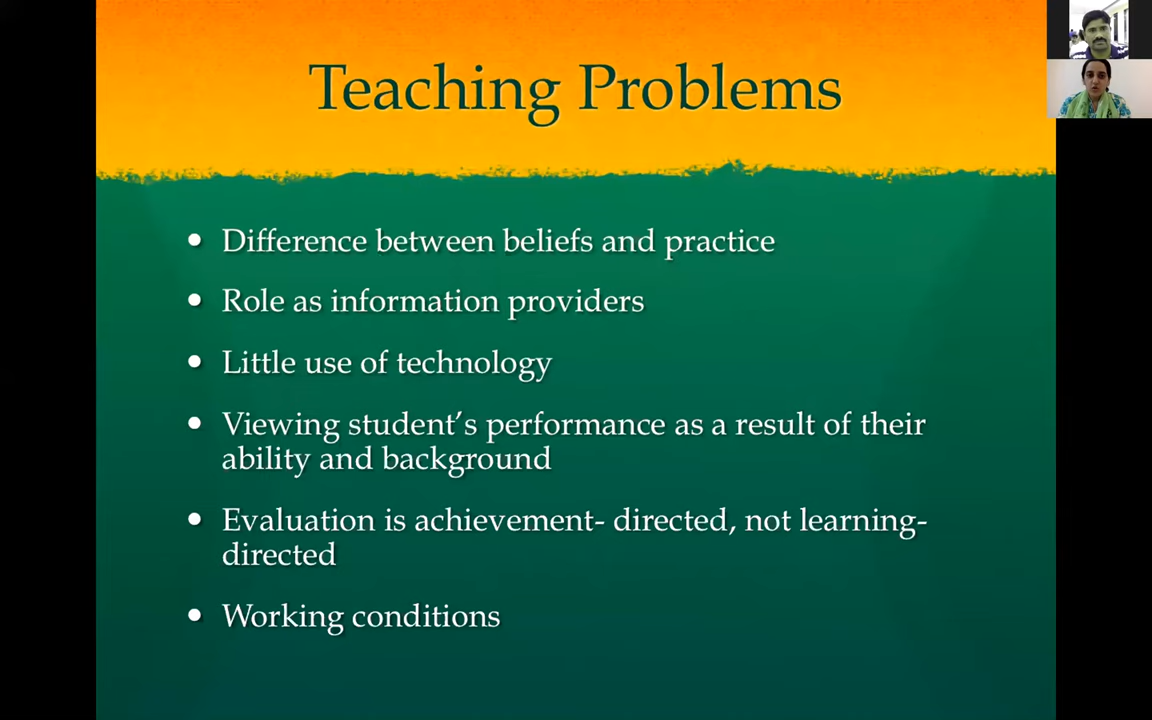 Teaching Problems
• Difference between beliefs and practice
• Role as information providers
• Little use of technology
• Viewing student's performance as a result of their
ability and background
• Evaluation is achievement- directed, not learning-
directed
• Working conditions